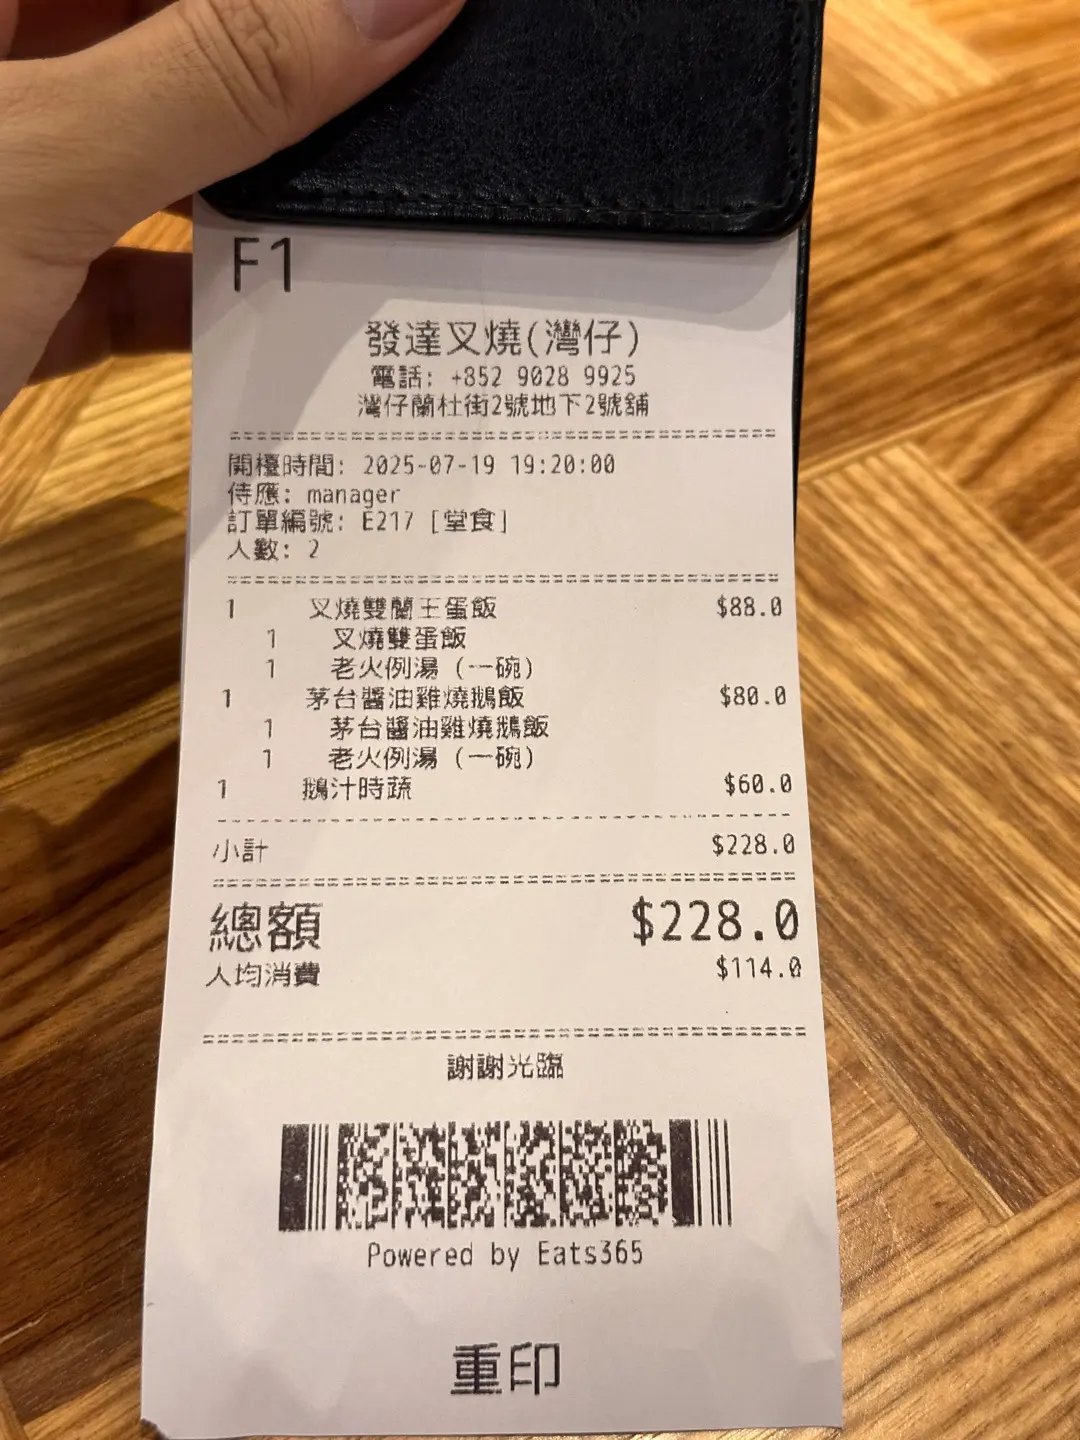 F1
發達叉燒(灣仔)
電話: +852 9028 9925
灣仔蘭杜街2號地下2號舖
開檯時間: 2025-07-19 19:20:00
侍應: manager
訂單編號: E217 [堂食]
人數: 2
1 叉燒雙蘭王蛋飯 $88.0
1 叉燒雙蛋飯
1 老火例湯 (一碗)
1 茅台醬油雞燒鵝飯 $80.0
1 茅台醬油雞燒鵝飯
1 老火例湯 (一碗)
1 鵝汁時蔬 $60.0
小計 $228.0
總額 $228.0
人均消費 $114.0
謝謝光臨
Powered by Eats365
重印